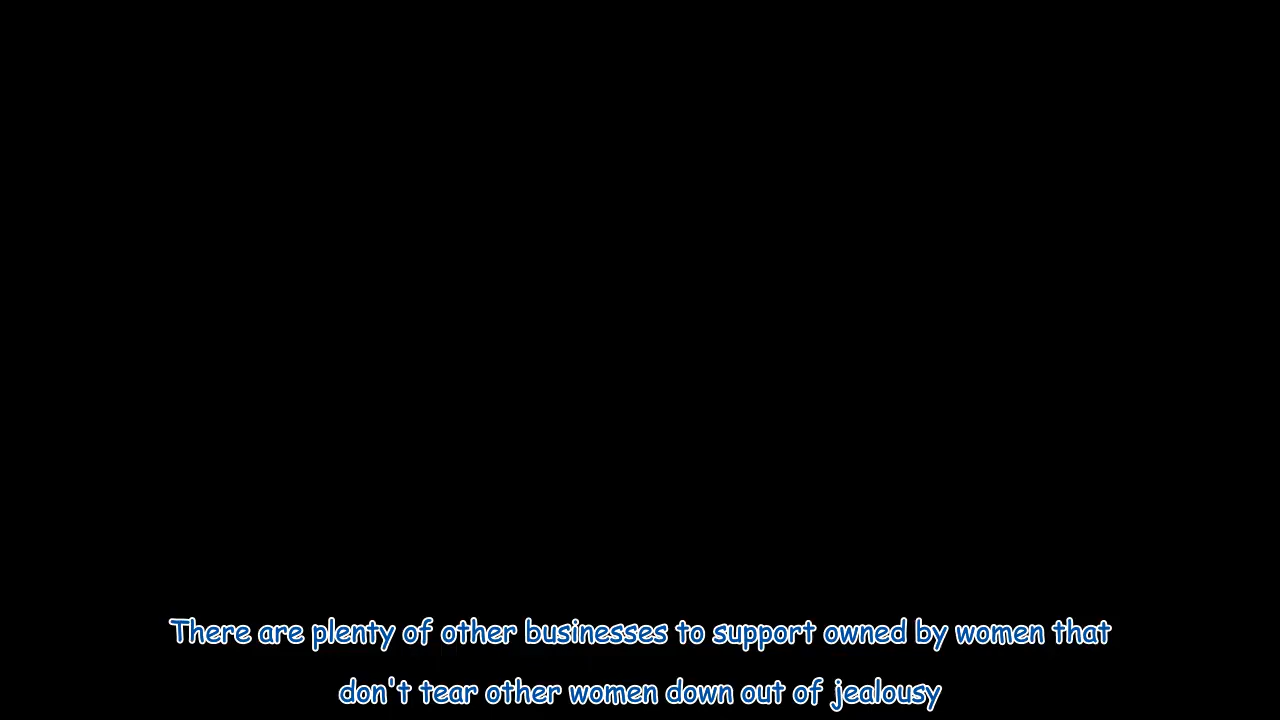 There are plenty of other businesses to support owned by women that
don't tear other women down out of jealousy